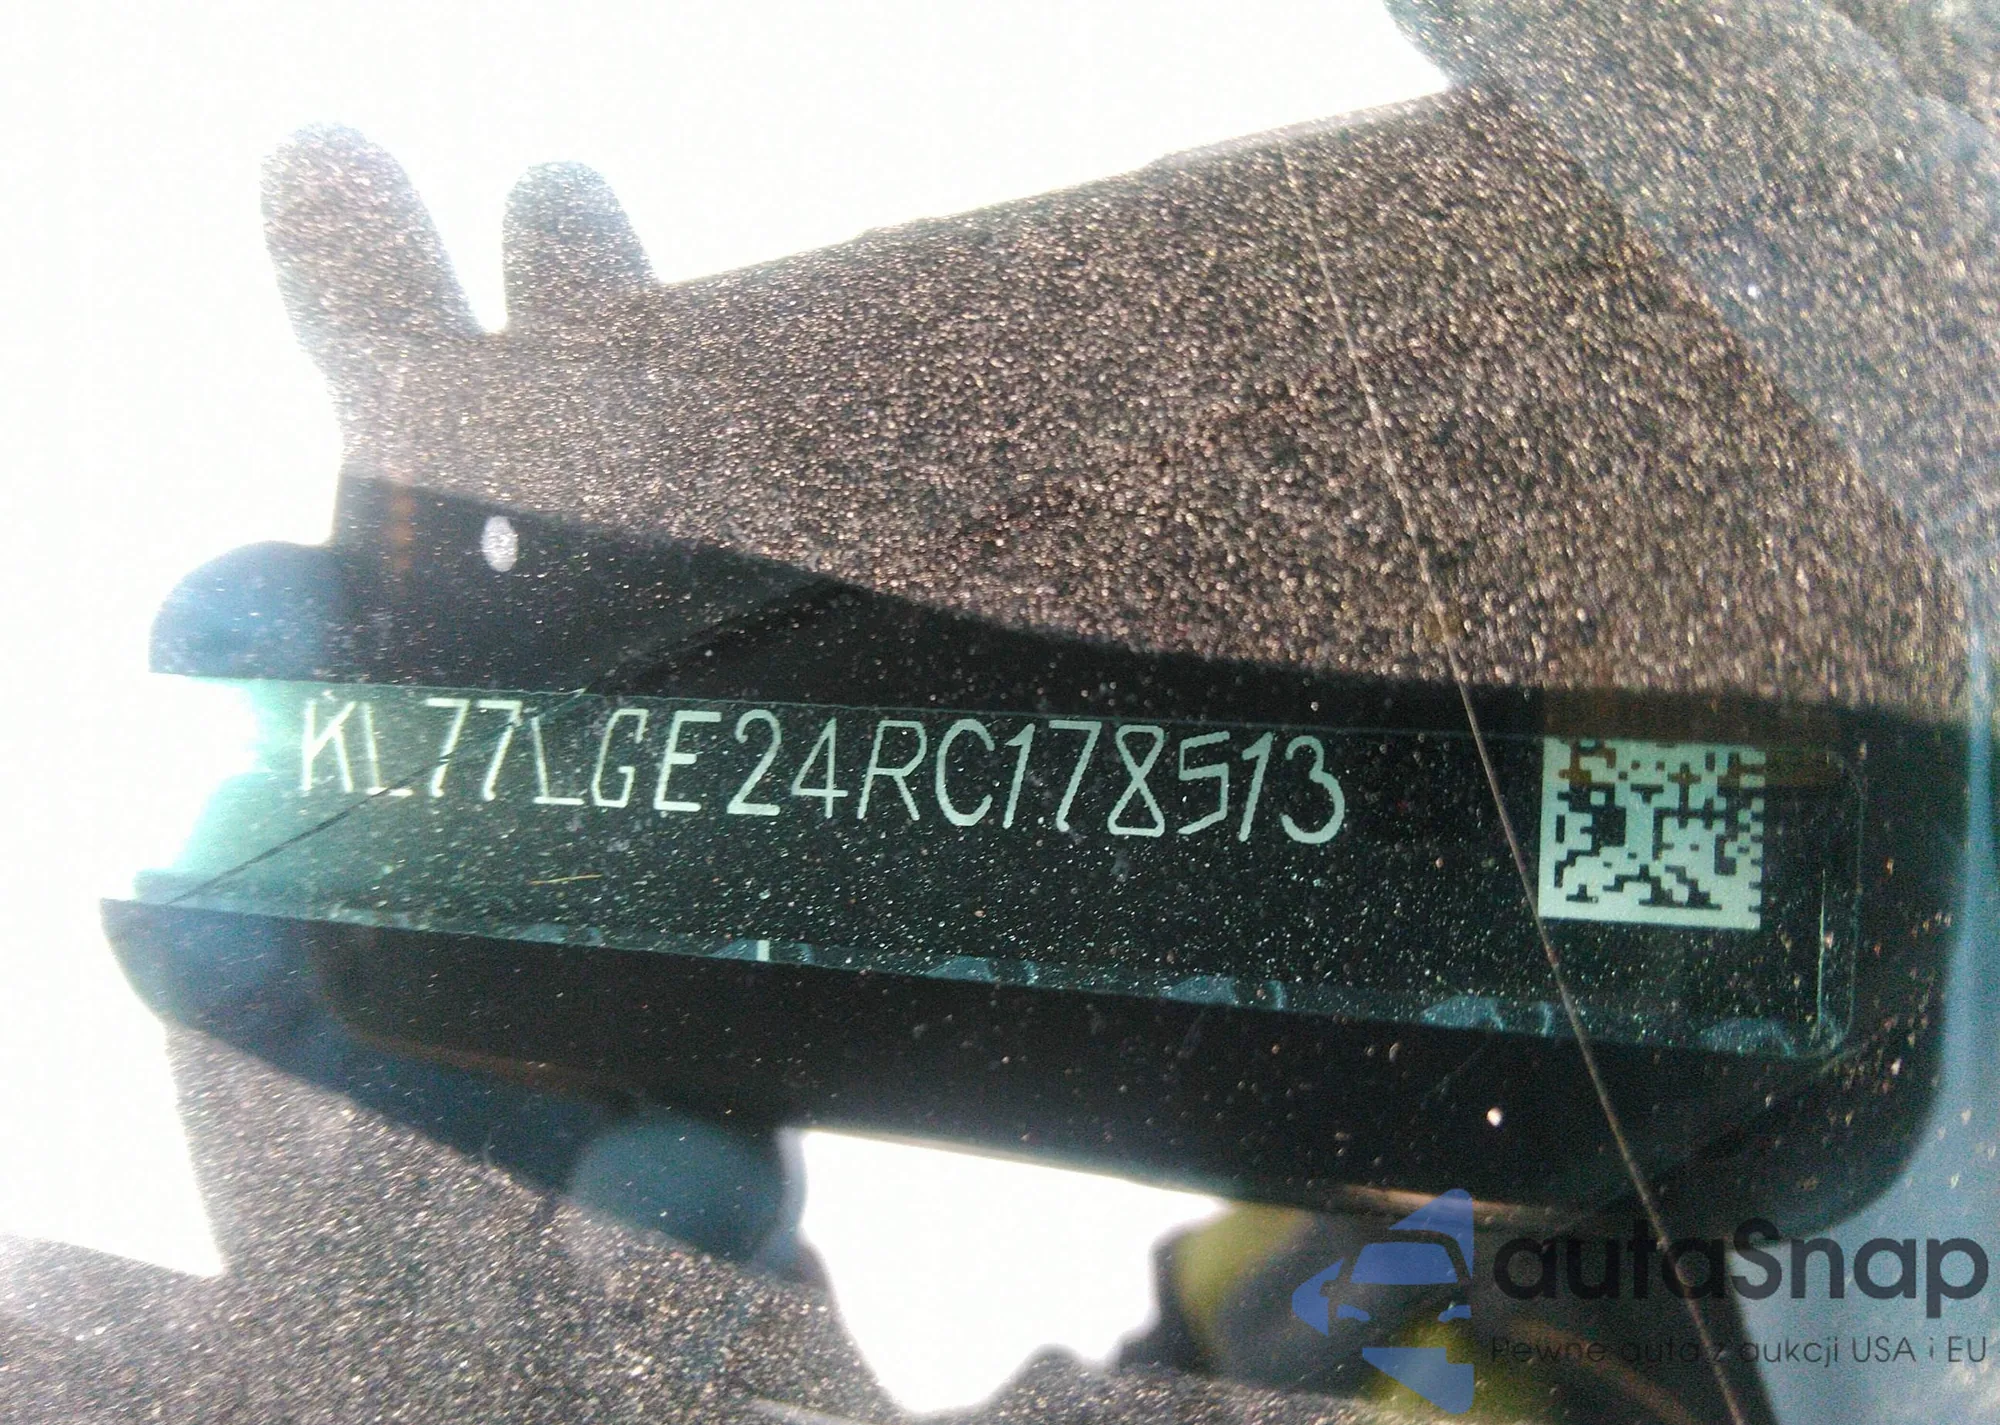 KL77LGE24RC178513
autaSnap
Pewne auta z aukcji USA i EU